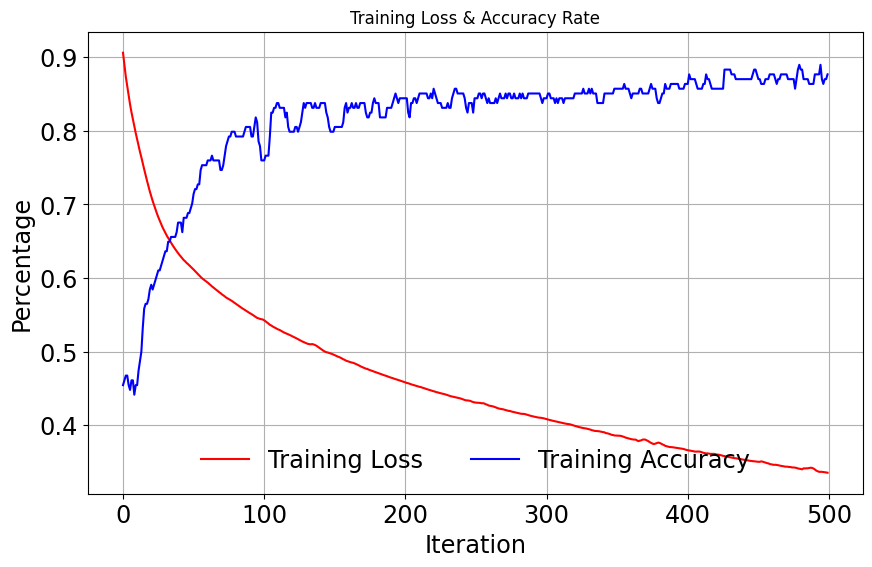 Training Loss & Accuracy Rate
Percentage
0.9
0.8
0.7
0.6
0.5
0.4
Training Loss
Training Accuracy
0
100
200
300
400
500
Iteration